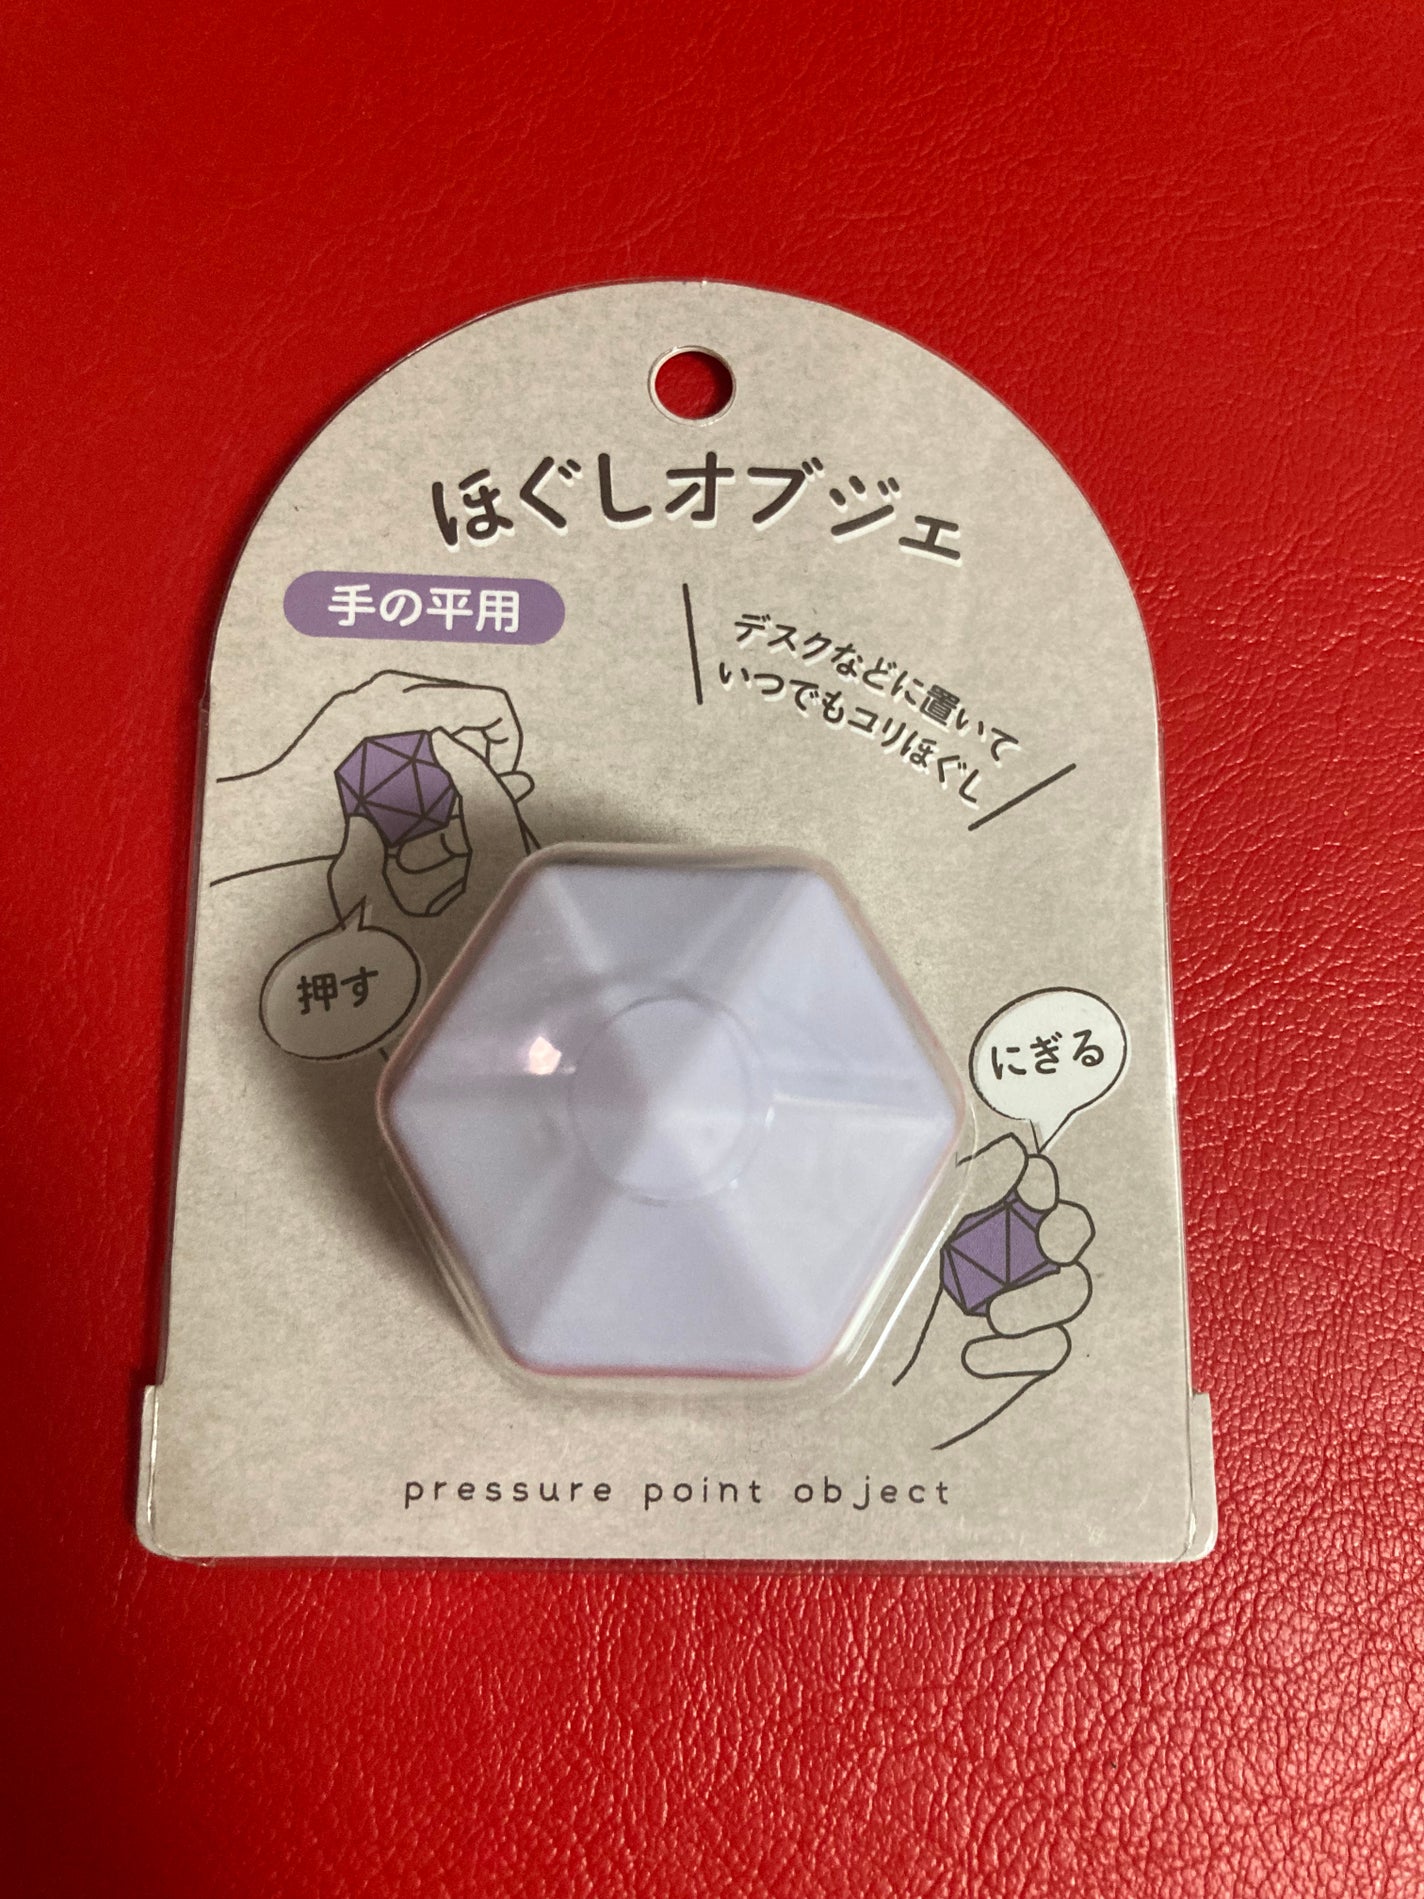 ほぐしオブジェ
手の平用
デスクなどに置いて
いつでもコリほぐし
押す
にぎる
pressure point object